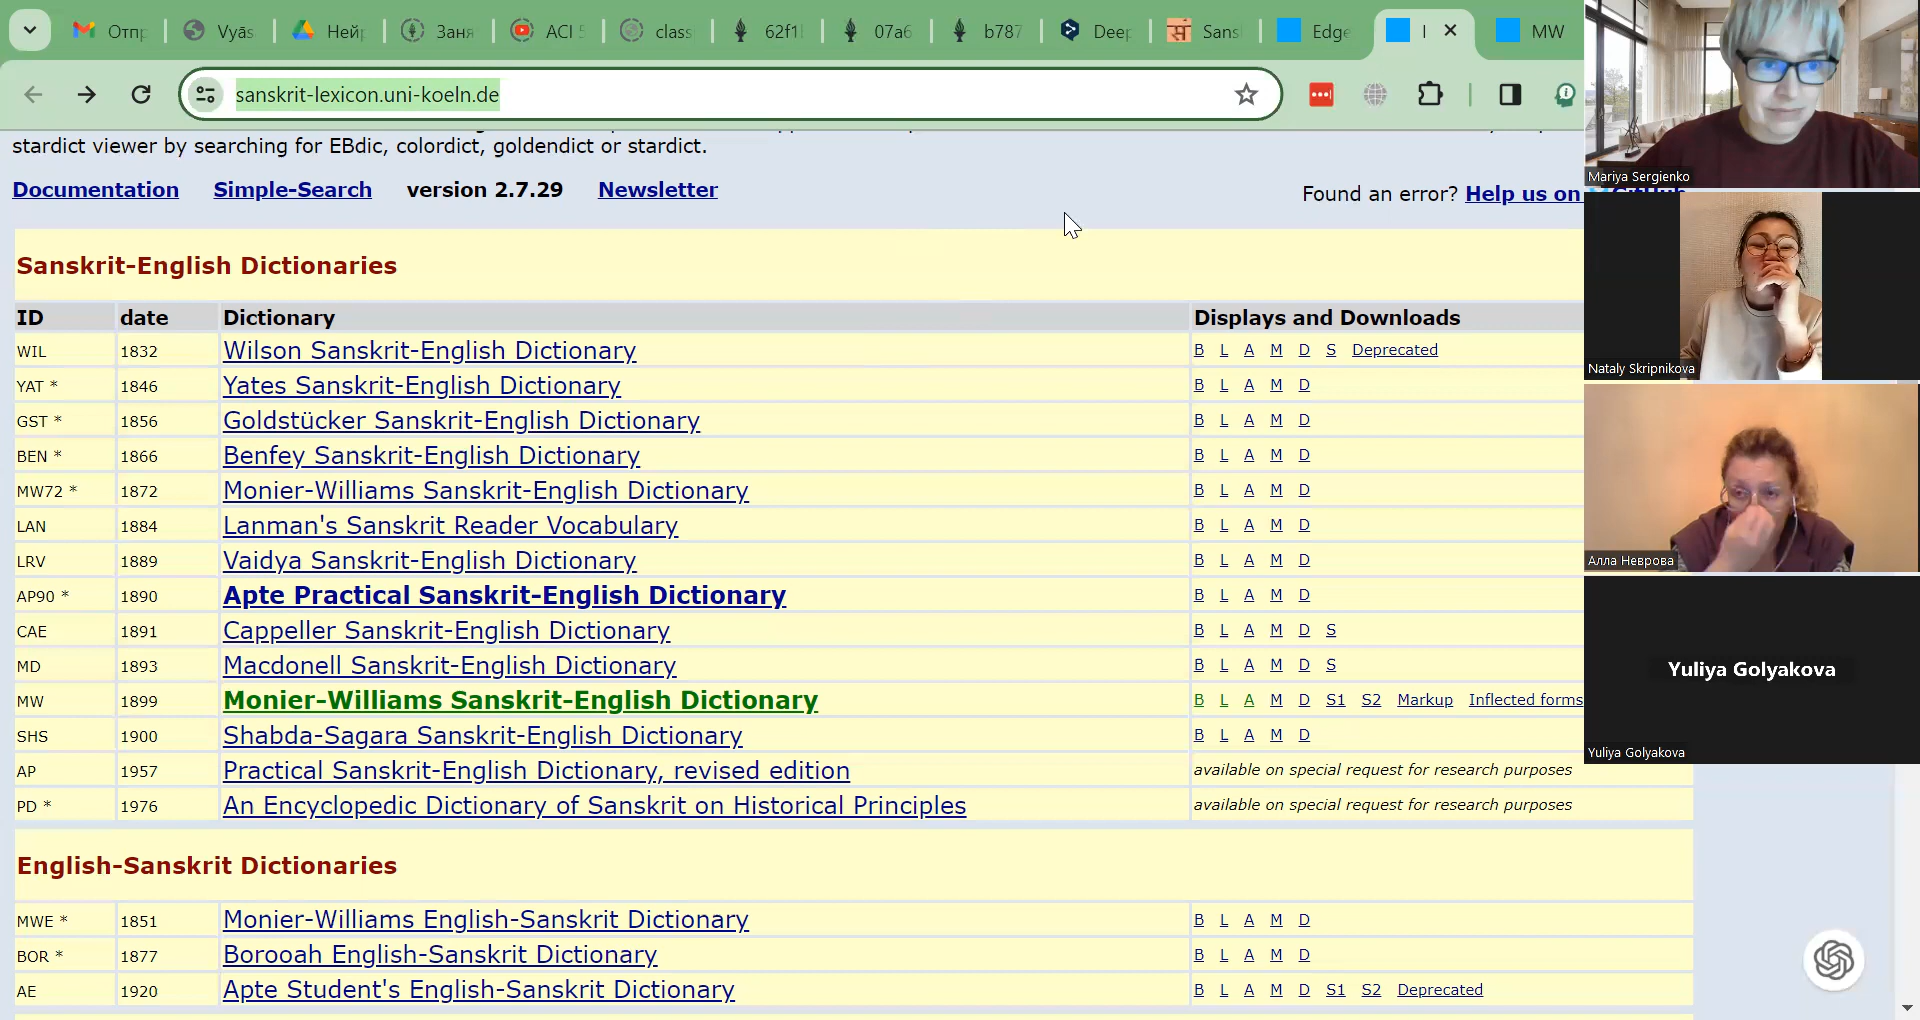 Отпр
Vyās
Ней
Заня
ACI 5
class
62f1l
07a6
b787
Deep
Sans
Edge
MW
sanskrit-lexicon.uni-koeln.de
stardict viewer by searching for EBdic, colordict, goldendict or stardict.
Documentation Simple-Search version 2.7.29 Newsletter
Found an error? Help us on GitHub
Sanskrit-English Dictionaries
ID date Dictionary Displays and Downloads
WIL 1832 Wilson Sanskrit-English Dictionary B L A M D S Deprecated
YAT * 1846 Yates Sanskrit-English Dictionary B L A M D
GST * 1856 Goldstücker Sanskrit-English Dictionary B L A M D
BEN * 1866 Benfey Sanskrit-English Dictionary B L A M D
MW72 * 1872 Monier-Williams Sanskrit-English Dictionary B L A M D
LAN 1884 Lanman's Sanskrit Reader Vocabulary B L A M D
LRV 1889 Vaidya Sanskrit-English Dictionary B L A M D
AP90 * 1890 Apte Practical Sanskrit-English Dictionary B L A M D
CAE 1891 Cappeller Sanskrit-English Dictionary B L A M D S
MD 1893 Macdonell Sanskrit-English Dictionary B L A M D S
MW 1899 Monier-Williams Sanskrit-English Dictionary B L A M D S1 S2 Markup Inflected forms
SHS 1900 Shabda-Sagara Sanskrit-English Dictionary B L A M D
AP 1957 Practical Sanskrit-English Dictionary, revised edition available on special request for research purposes
PD * 1976 An Encyclopedic Dictionary of Sanskrit on Historical Principles available on special request for research purposes
English-Sanskrit Dictionaries
MWE * 1851 Monier-Williams English-Sanskrit Dictionary B L A M D
BOR * 1877 Borooah English-Sanskrit Dictionary B L A M D
AE 1920 Apte Student's English-Sanskrit Dictionary B L A M D S1 S2 Deprecated
Mariya Sergienko
Nataly Skripnikova
Алла Неврова
Yuliya Golyakova
Yuliya Golyakova